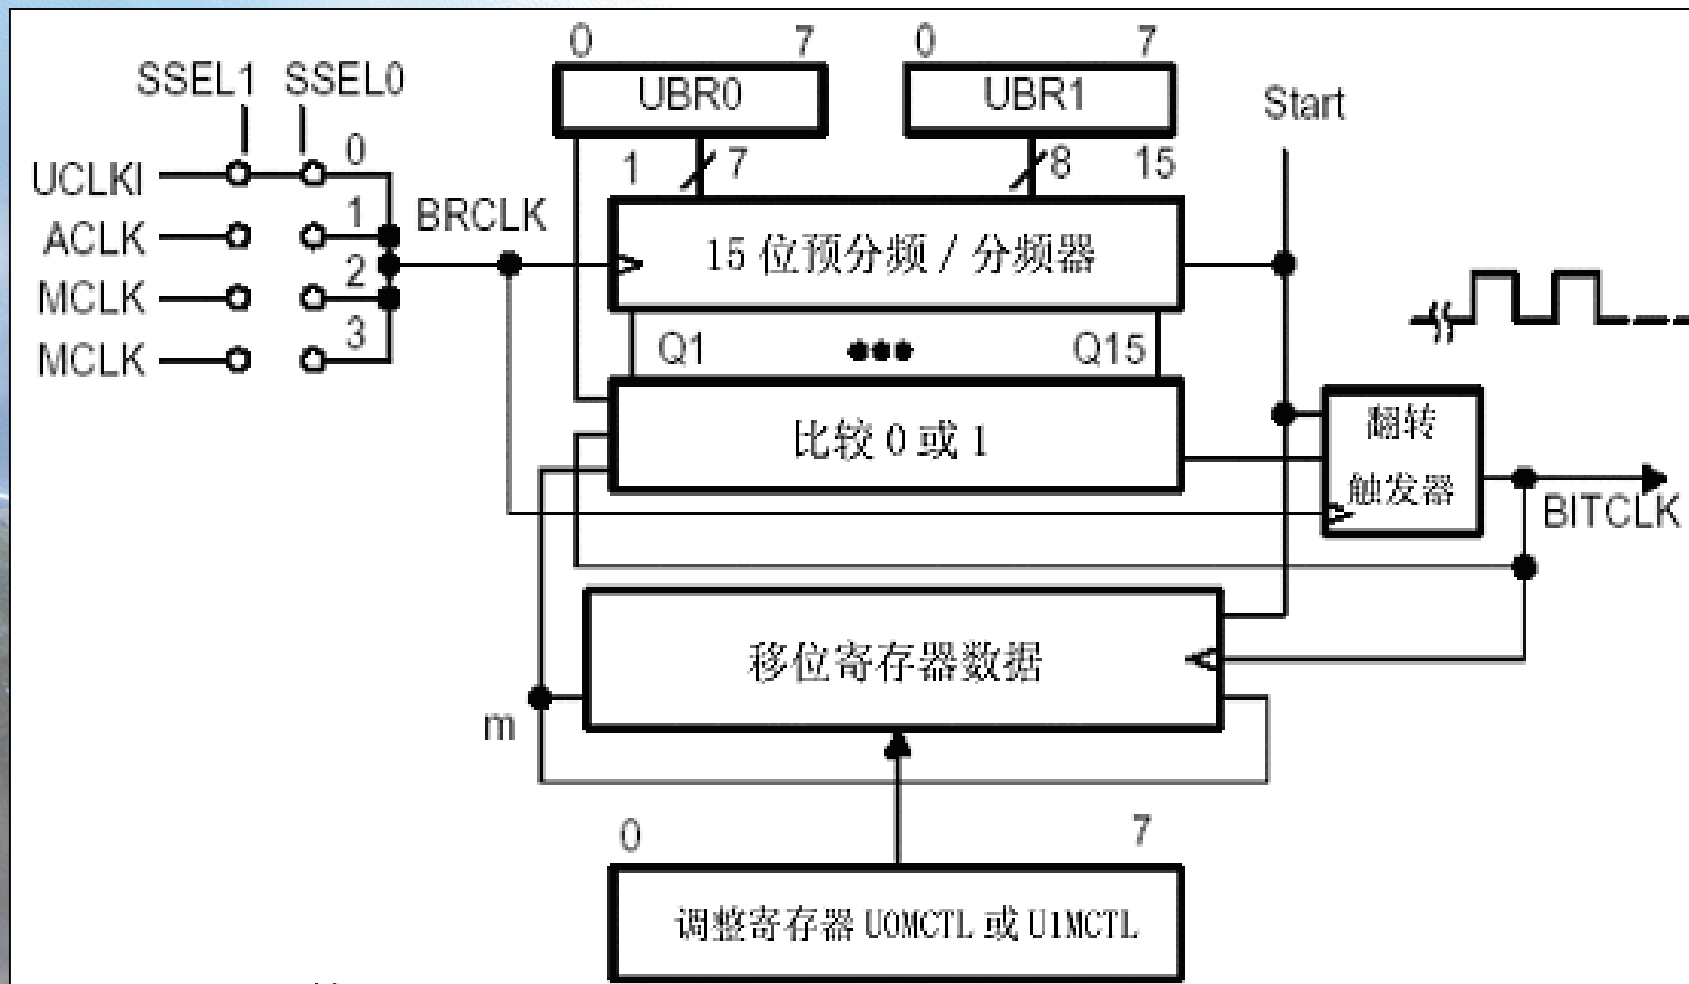 0 7 0 7
SSEL1 SSEL0
UBR0 UBR1 Start
0
UCLKI
1 7 8 15
1
ACLK
BRCLK
15 位预分频 / 分频器
2
MCLK
3
MCLK
Q1 ●●● Q15
比较 0 或 1
翻转
触发器
BITCLK
移位寄存器数据
m
0 7
调整寄存器 U0MCTL 或 U1MCTL